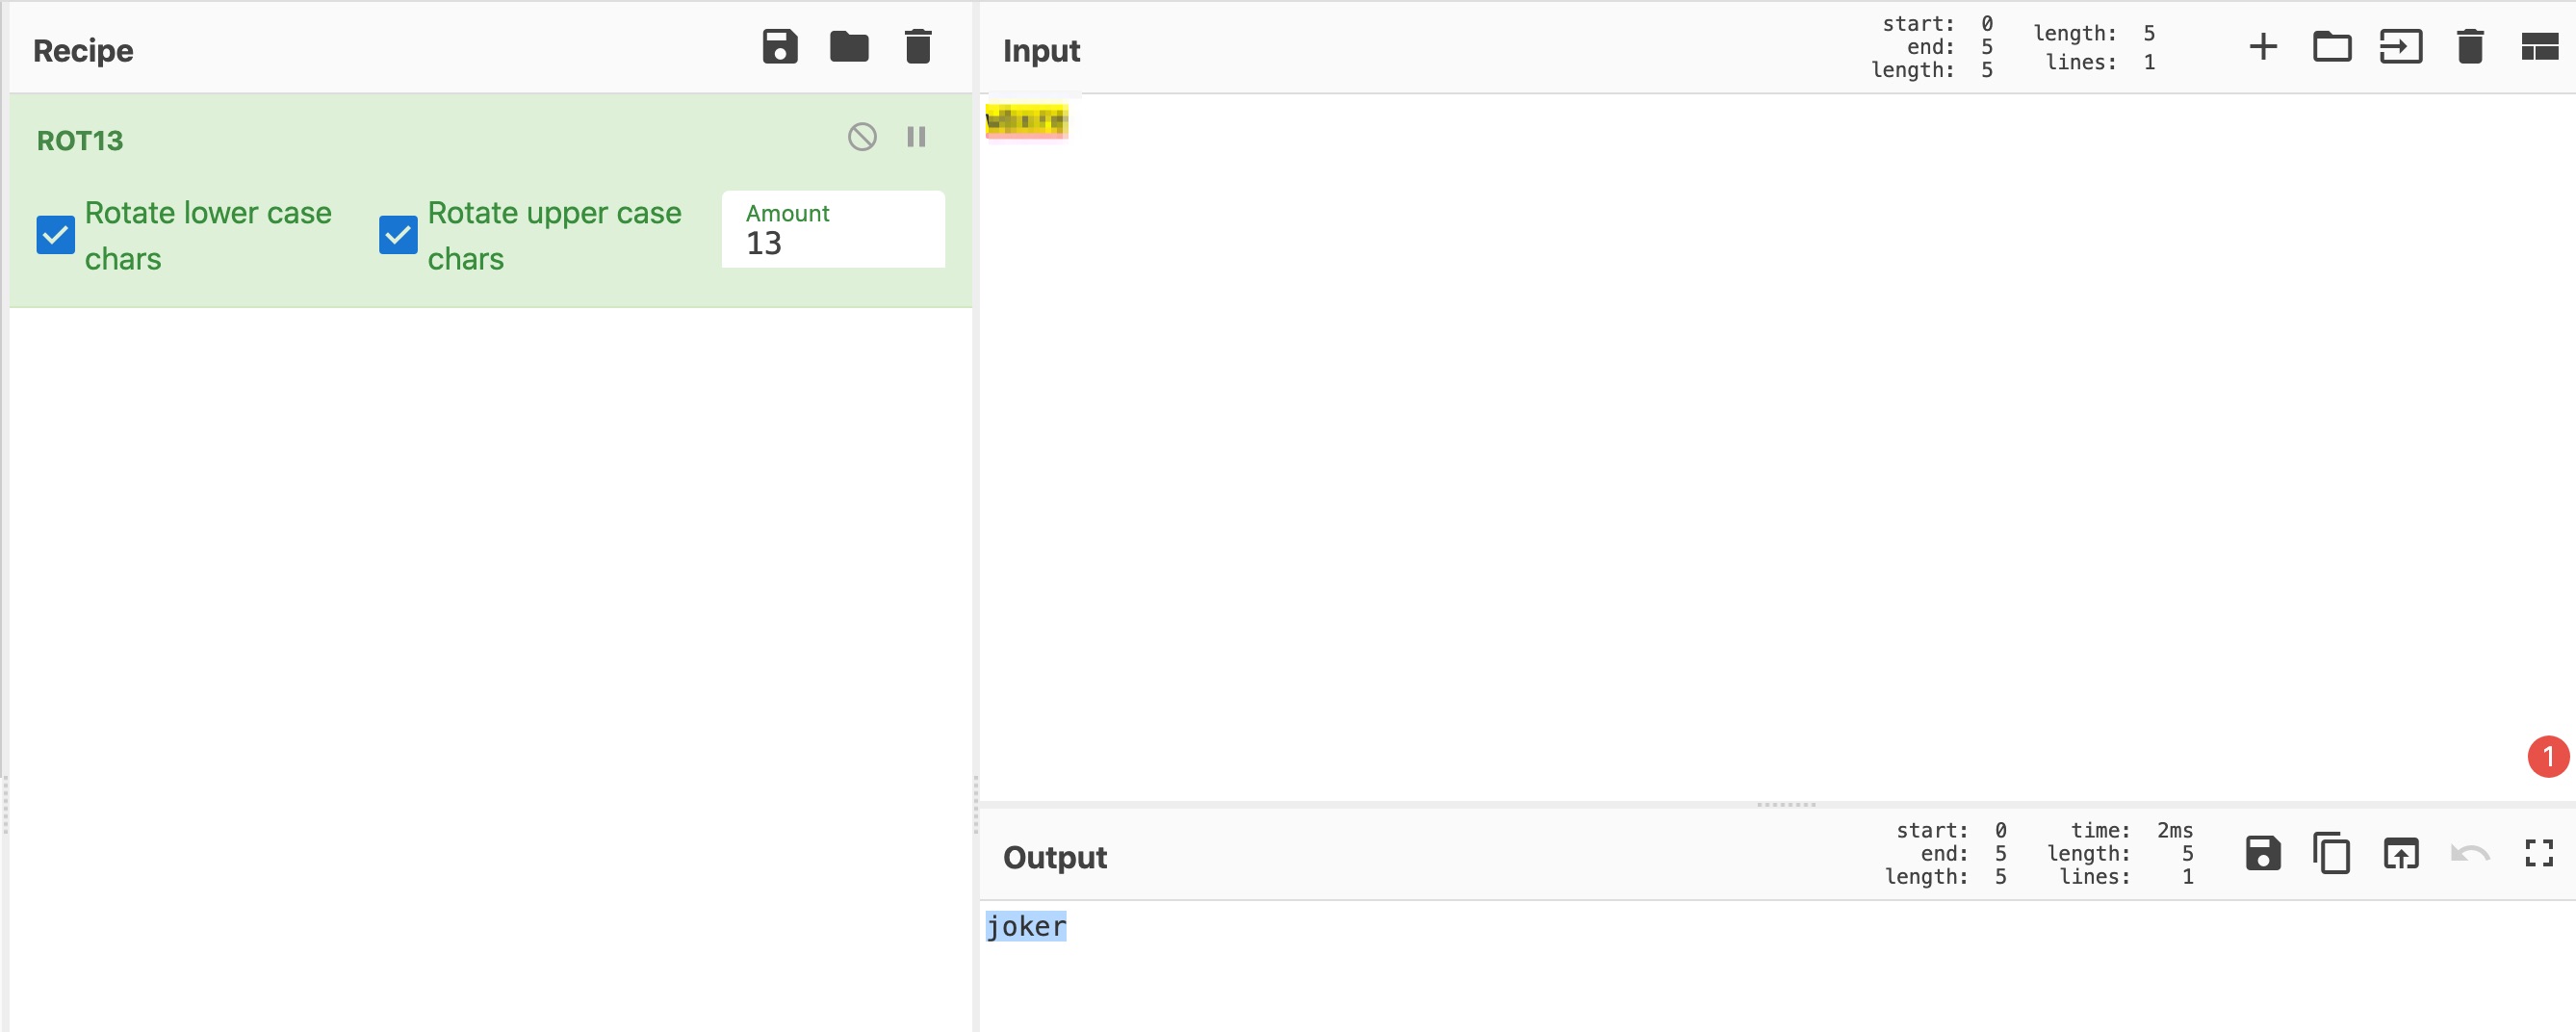 Recipe
ROT13
Rotate lower case chars
Rotate upper case chars
Amount
13
Input
start: 0
end: 5
length: 5
length: 5
lines: 1
1
Output
start: 0
end: 5
length: 5
time: 2ms
length: 5
lines: 1
joker